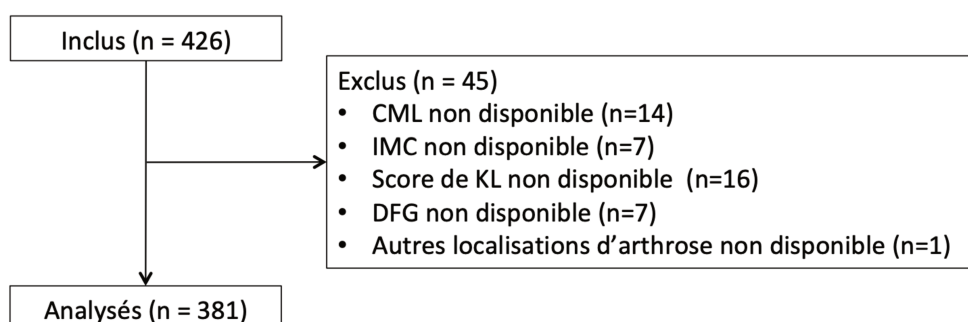 Inclus (n = 426)
Exclus (n = 45)
• CML non disponible (n=14)
• IMC non disponible (n=7)
• Score de KL non disponible (n=16)
• DFG non disponible (n=7)
• Autres localisations d’arthrose non disponible (n=1)
Analysés (n = 381)